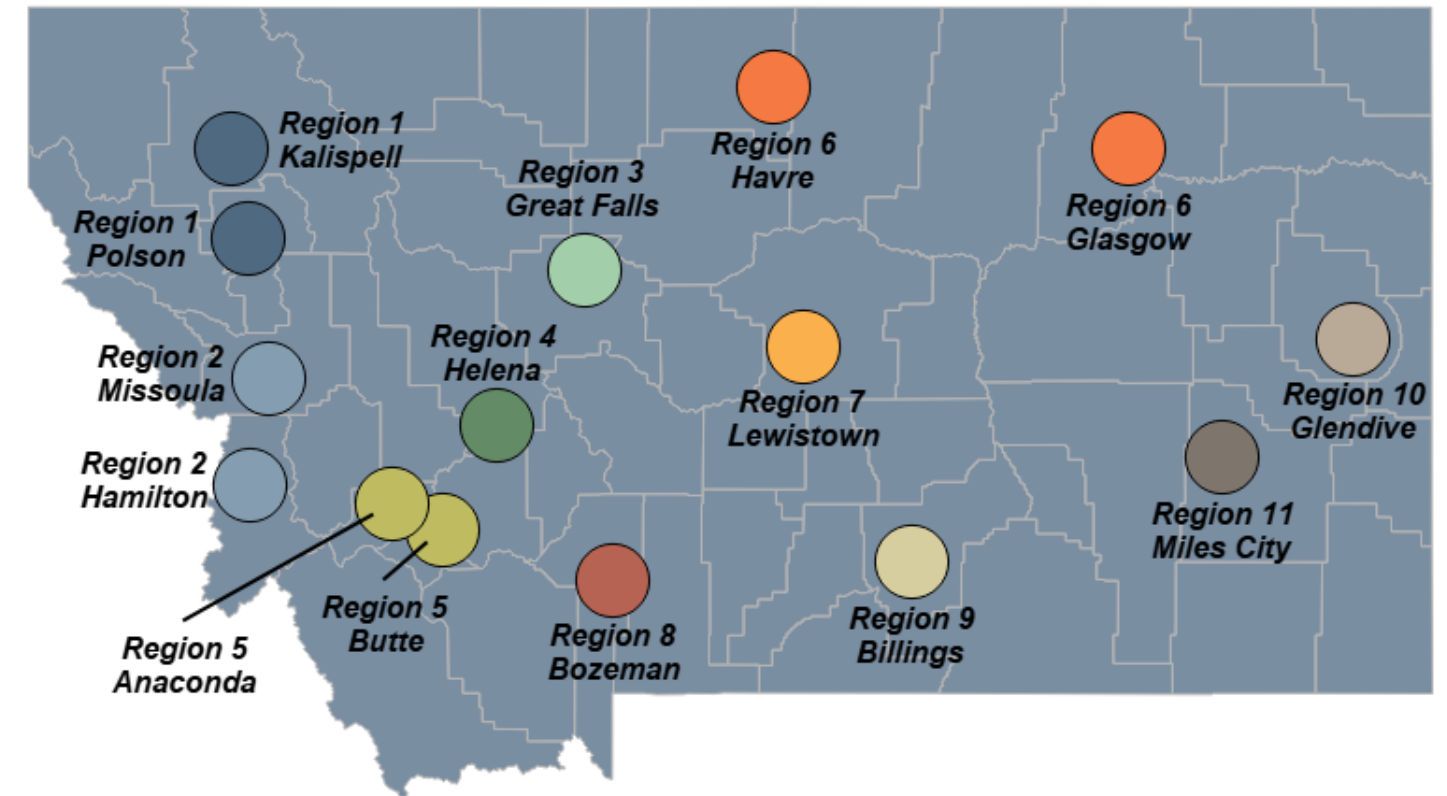 Region 1
Kalispell
Region 6
Havre
Region 3
Great Falls
Region 6
Glasgow
Region 1
Polson
Region 4
Helena
Region 2
Missoula
Region 7
Lewistown
Region 10
Glendive
Region 2
Hamilton
Region 11
Miles City
Region 5
Butte
Region 8
Bozeman
Region 9
Billings
Region 5
Anaconda